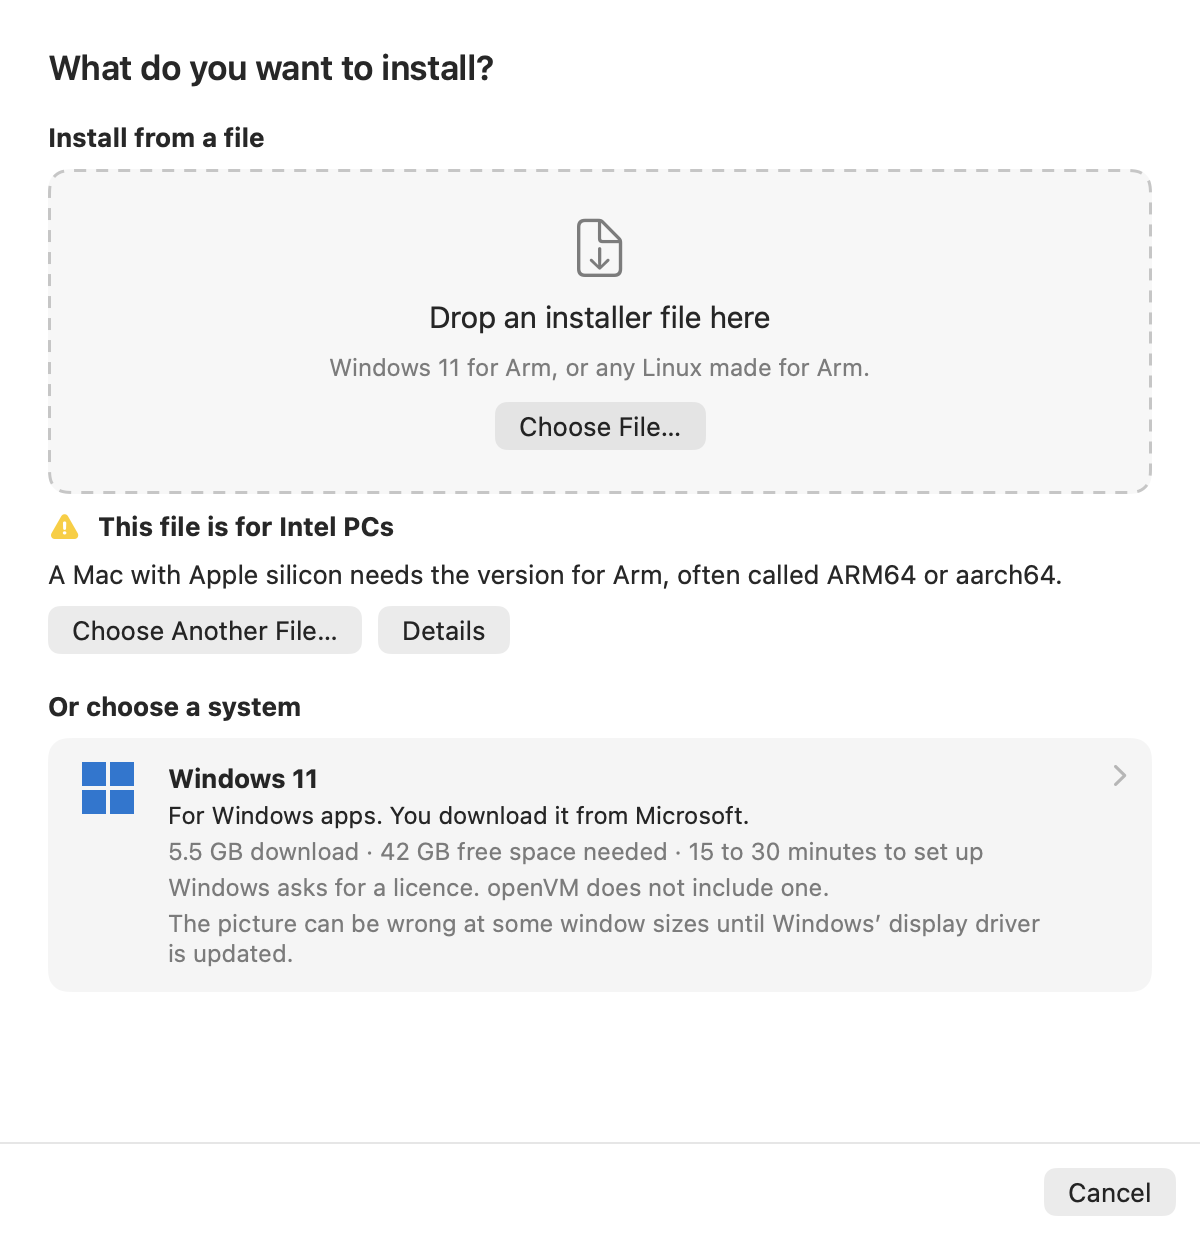 What do you want to install?
Install from a file
Drop an installer file here
Windows 11 for Arm, or any Linux made for Arm.
Choose File…
This file is for Intel PCs
A Mac with Apple silicon needs the version for Arm, often called ARM64 or aarch64.
Choose Another File…
Details
Or choose a system
Windows 11
For Windows apps. You download it from Microsoft.
5.5 GB download · 42 GB free space needed · 15 to 30 minutes to set up
Windows asks for a licence. openVM does not include one.
The picture can be wrong at some window sizes until Windows’ display driver
is updated.
Cancel